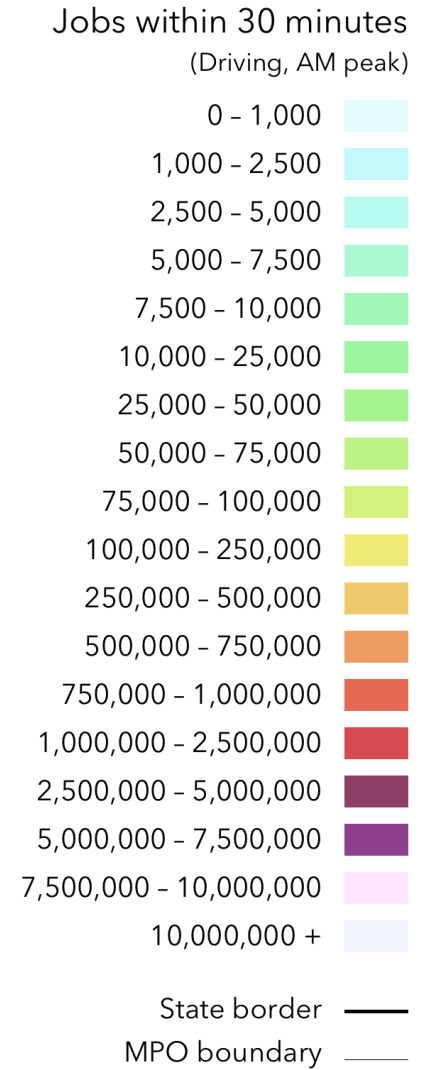 Jobs within 30 minutes
(Driving, AM peak)
0 – 1,000
1,000 – 2,500
2,500 – 5,000
5,000 – 7,500
7,500 – 10,000
10,000 – 25,000
25,000 – 50,000
50,000 – 75,000
75,000 – 100,000
100,000 – 250,000
250,000 – 500,000
500,000 – 750,000
750,000 – 1,000,000
1,000,000 – 2,500,000
2,500,000 – 5,000,000
5,000,000 – 7,500,000
7,500,000 – 10,000,000
10,000,000 +
State border
MPO boundary